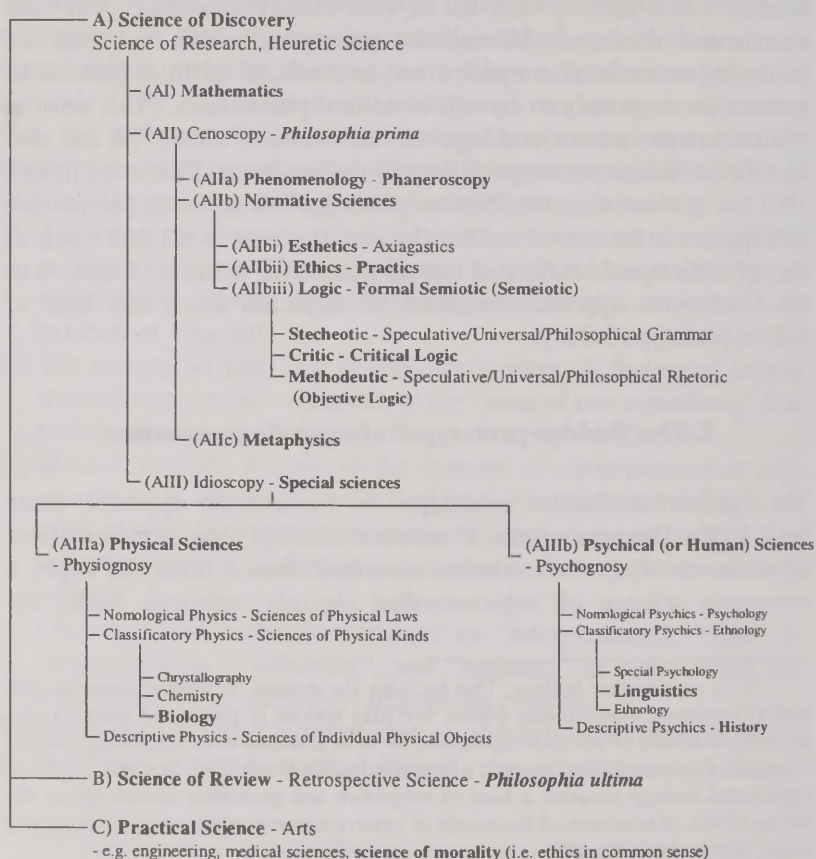 A) Science of Discovery
Science of Research, Heuretic Science
(AI) Mathematics
(AII) Cenoscopy - Philosophia prima
(AIIa) Phenomenology - Phaneroscopy
(AIIb) Normative Sciences
(AIIbi) Esthetics - Axiagastics
(AIIbii) Ethics - Practics
(AIIbiii) Logic - Formal Semiotic (Semeiotic)
Stecheotic - Speculative/Universal/Philosophical Grammar
Critic - Critical Logic
Methodeutic - Speculative/Universal/Philosophical Rhetoric
(Objective Logic)
(AIIc) Metaphysics
(AIII) Idioscopy - Special sciences
(AIIIa) Physical Sciences
- Physiognosy
Nomological Physics - Sciences of Physical Laws
Classificatory Physics - Sciences of Physical Kinds
Chrystallography
Chemistry
Biology
Descriptive Physics - Sciences of Individual Physical Objects
(AIIIb) Psychical (or Human) Sciences
- Psychognosy
Nomological Psychics - Psychology
Classificatory Psychics - Ethnology
Special Psychology
Linguistics
Ethnology
Descriptive Psychics - History
B) Science of Review - Retrospective Science - Philosophia ultima
C) Practical Science - Arts
- e.g. engineering, medical sciences, science of morality (i.e. ethics in common sense)